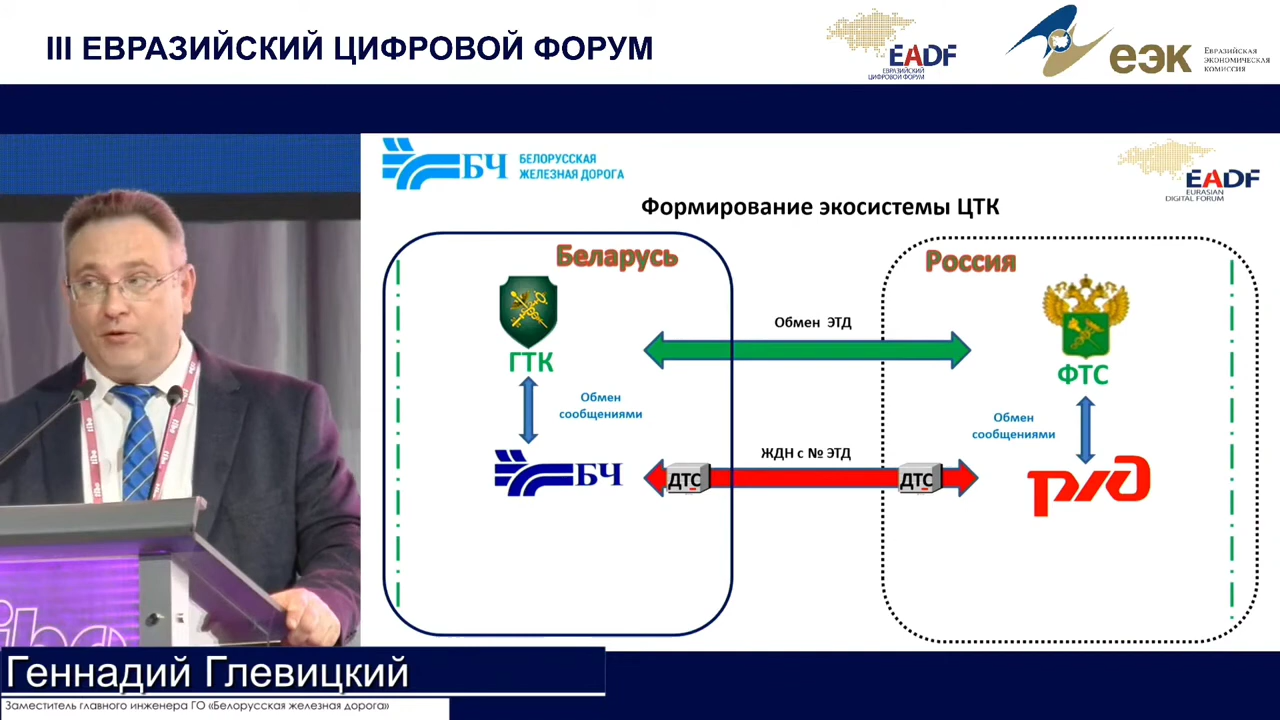 III ЕВРАЗИЙСКИЙ ЦИФРОВОЙ ФОРУМ
EADF
ЕВРАЗИЙСКИЙ
ЦИФРОВОЙ ФОРУМ
ЕЭК
ЕВРАЗИЙСКАЯ
ЭКОНОМИЧЕСКАЯ
КОМИССИЯ
БЧ
БЕЛОРУССКАЯ
ЖЕЛЕЗНАЯ ДОРОГА
EADF
EURASIAN
DIGITAL FORUM
Формирование экосистемы ЦТК
Беларусь
Россия
Обмен ЭТД
ГТК
ФТС
Обмен
сообщениями
Обмен
сообщениями
ЖДН с № ЭТД
БЧ
ДТС
ДТС
РЖД
tibo
Геннадий Глевицкий
Заместитель главного инженера ГО «Белорусская железная дорога»